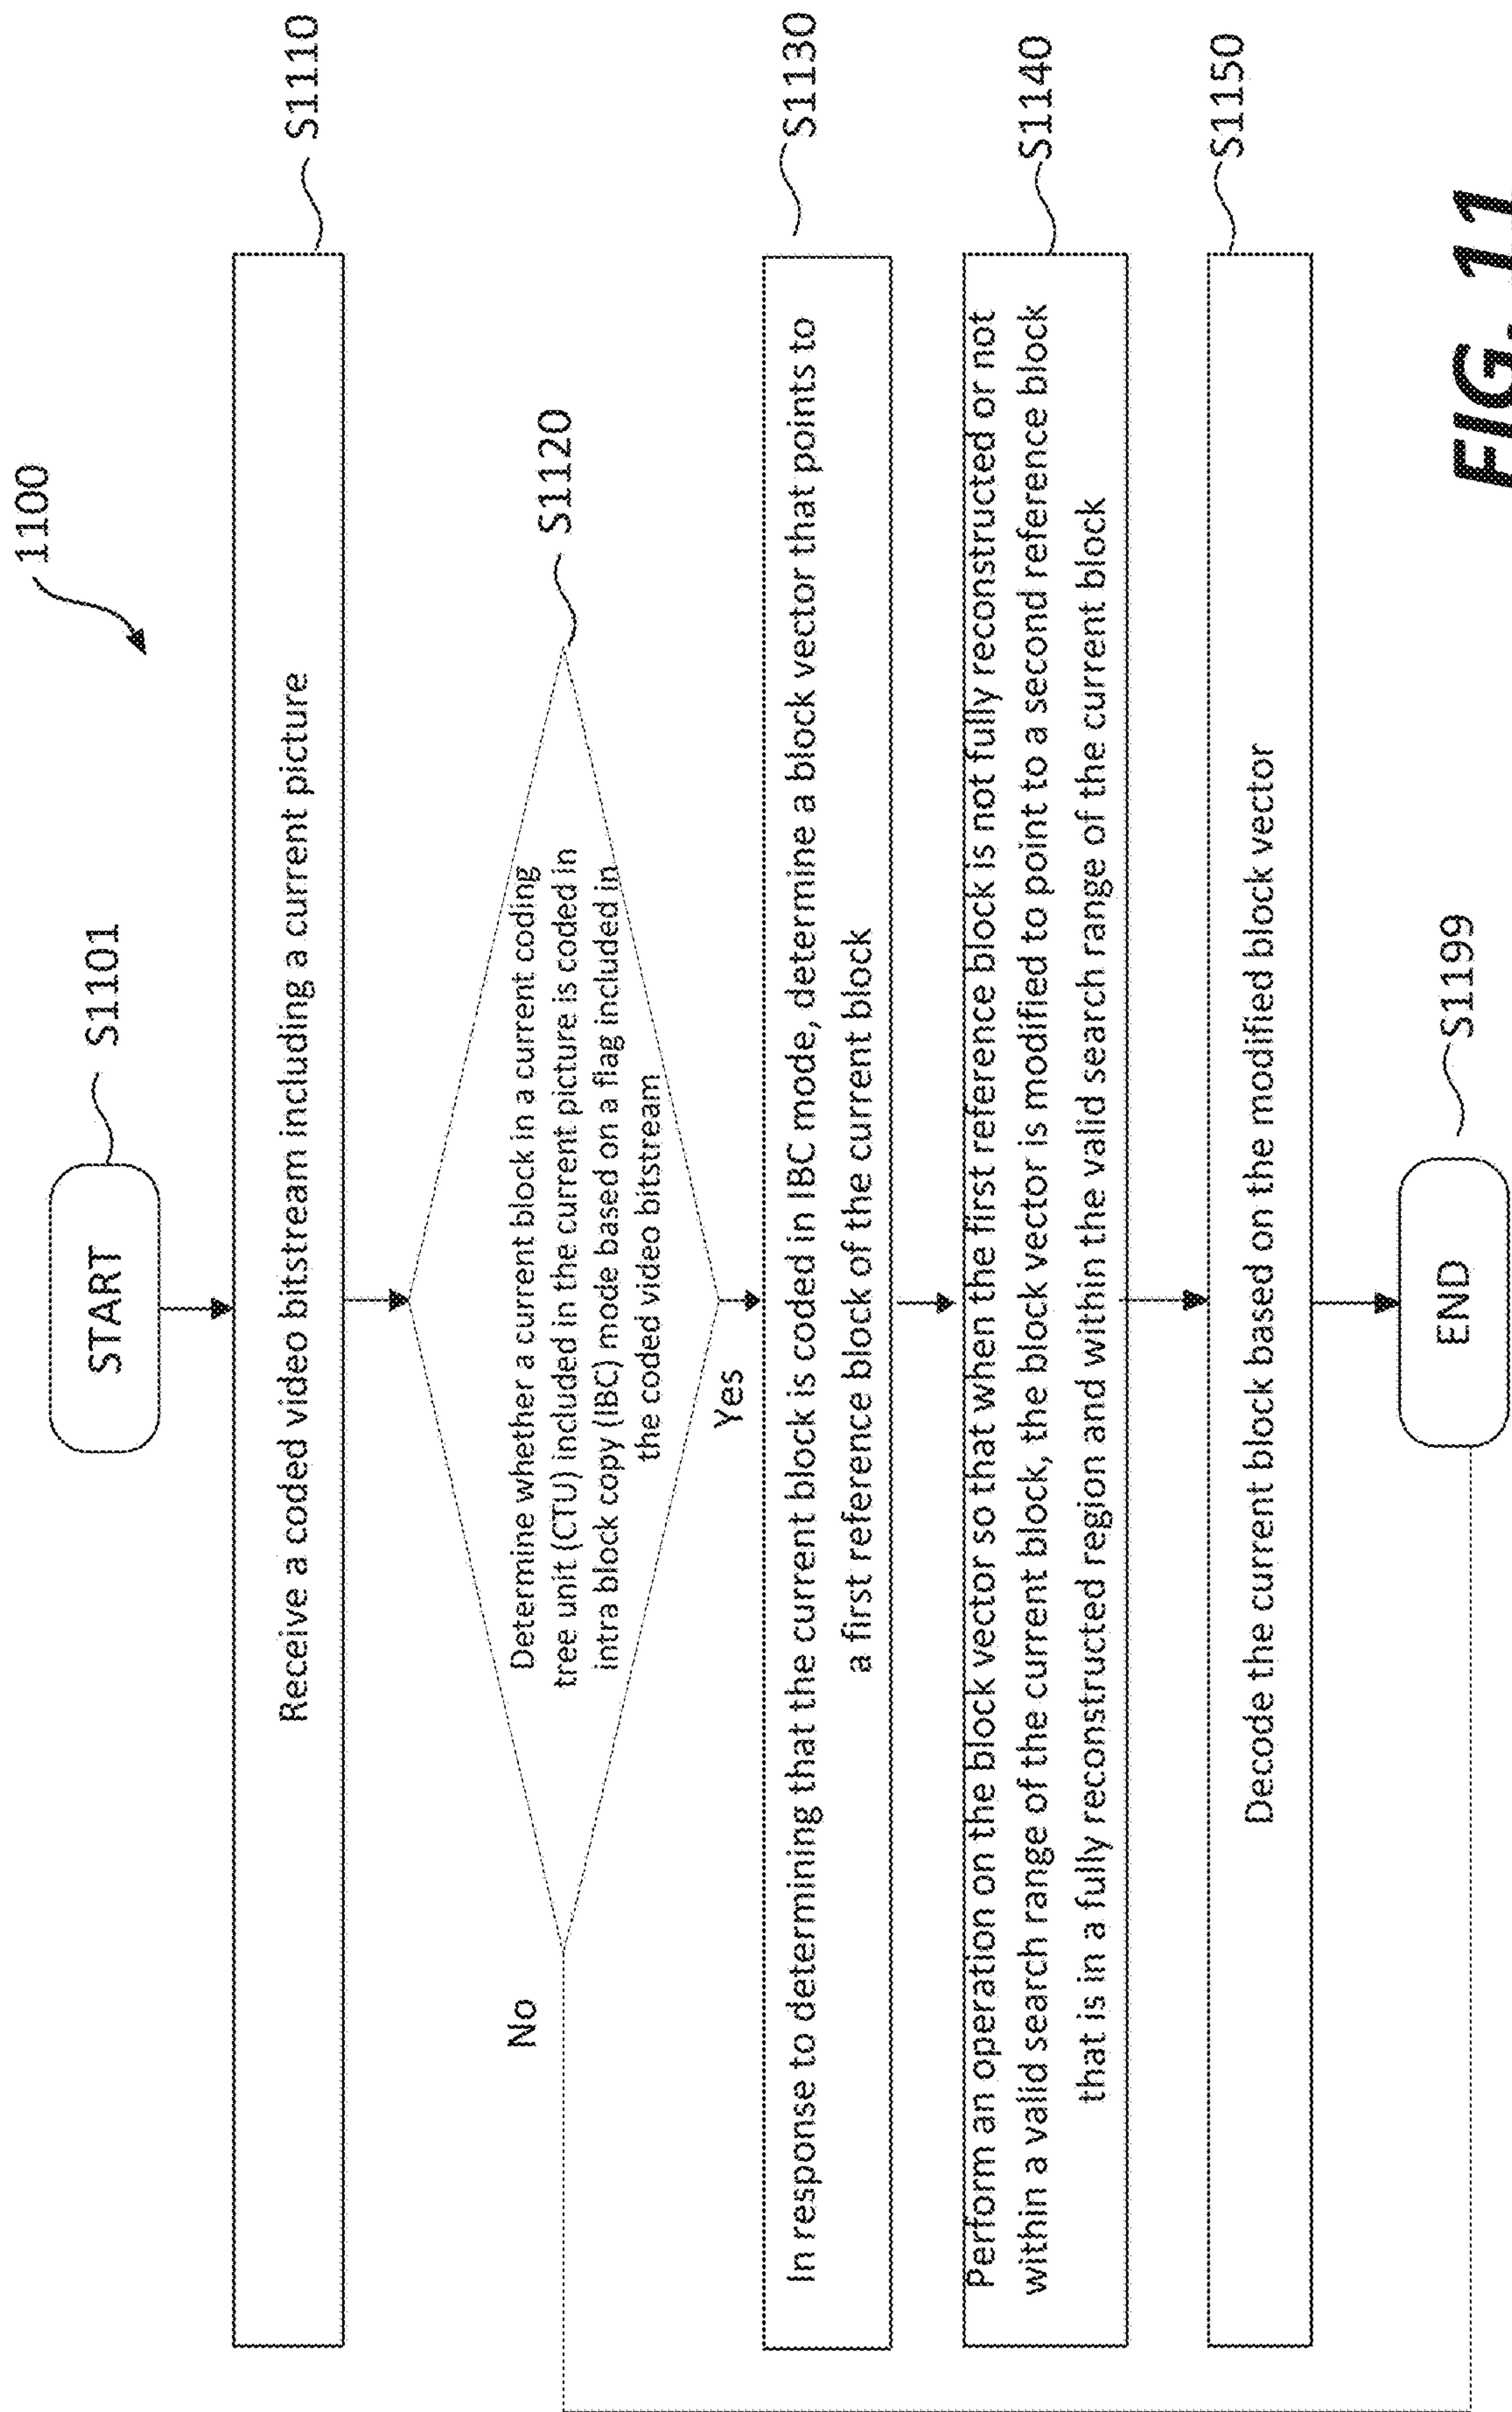 1100
START
S1101
Receive a coded video bitstream including a current picture
S1110
Determine whether a current block in a current coding
tree unit (CTU) included in the current picture is coded in
intra block copy (IBC) mode based on a flag included in
the coded video bitstream
S1120
No
Yes
In response to determining that the current block is coded in IBC mode, determine a block vector that points to
a first reference block of the current block
S1130
Perform an operation on the block vector so that when the first reference block is not fully reconstructed or not
within a valid search range of the current block, the block vector is modified to point to a second reference block
that is in a fully reconstructed region and within the valid search range of the current block
S1140
Decode the current block based on the modified block vector
S1150
END
S1199
FIG. 11